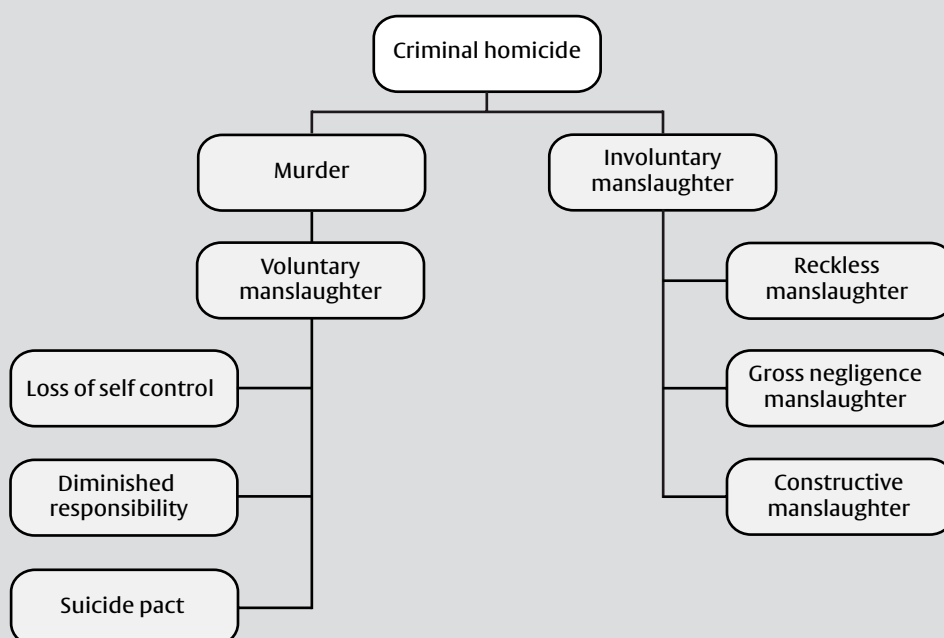 Criminal homicide
Murder
Involuntary
manslaughter
Voluntary
manslaughter
Reckless
manslaughter
Loss of self control
Gross negligence
manslaughter
Diminished
responsibility
Constructive
manslaughter
Suicide pact